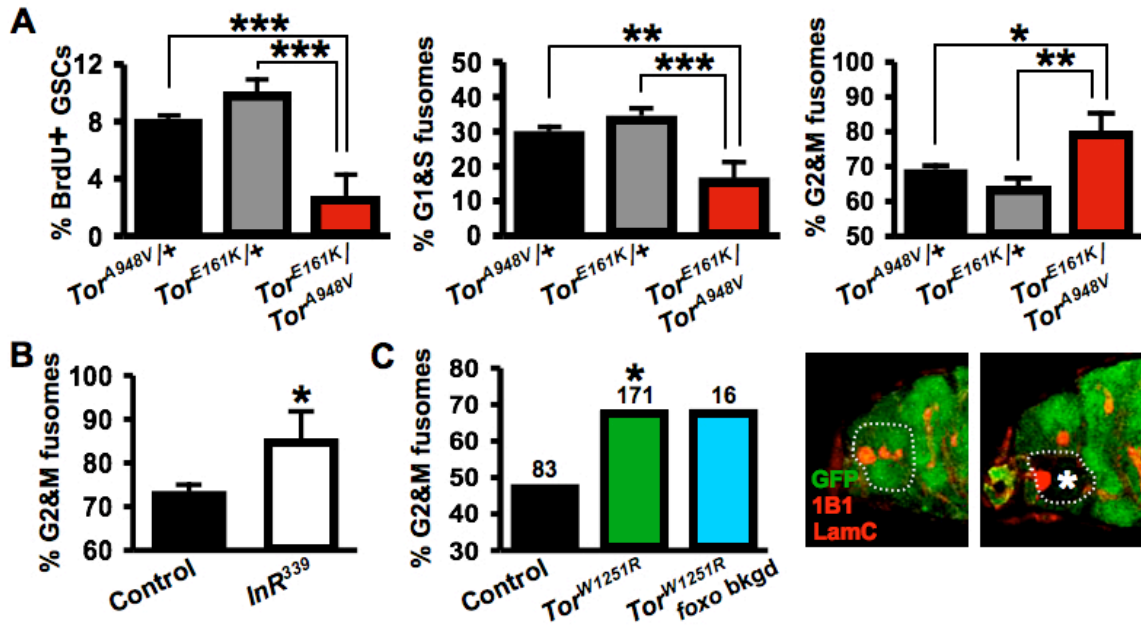 A
% BrdU+ GSCs
12
8
4
0
***
***
Tor^A948V/+
Tor^E161K/+
Tor^E161K/
Tor^A948V
% G1&S fusomes
50
40
30
20
10
0
**
***
Tor^A948V/+
Tor^E161K/+
Tor^E161K/
Tor^A948V
% G2&M fusomes
100
90
80
70
60
50
*
**
Tor^A948V/+
Tor^E161K/+
Tor^E161K/
Tor^A948V
B
% G2&M fusomes
100
90
80
70
60
*
Control
InR^339
C
% G2&M fusomes
80
70
60
50
40
30
83
*
171
16
Control
Tor^W1251R
Tor^W1251R
foxo bkgd
GFP
1B1
LamC
*